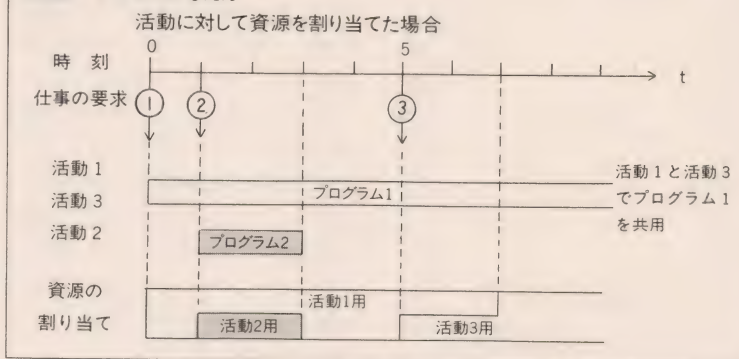 活動に対して資源を割り当てた場合
0 5
時 刻 t
仕事の要求 1 2 3
活動1
プログラム1
活動3
活動2
プログラム2
活動1と活動3
でプログラム1
を共用
資源の
割り当て
活動1用
活動2用
活動3用